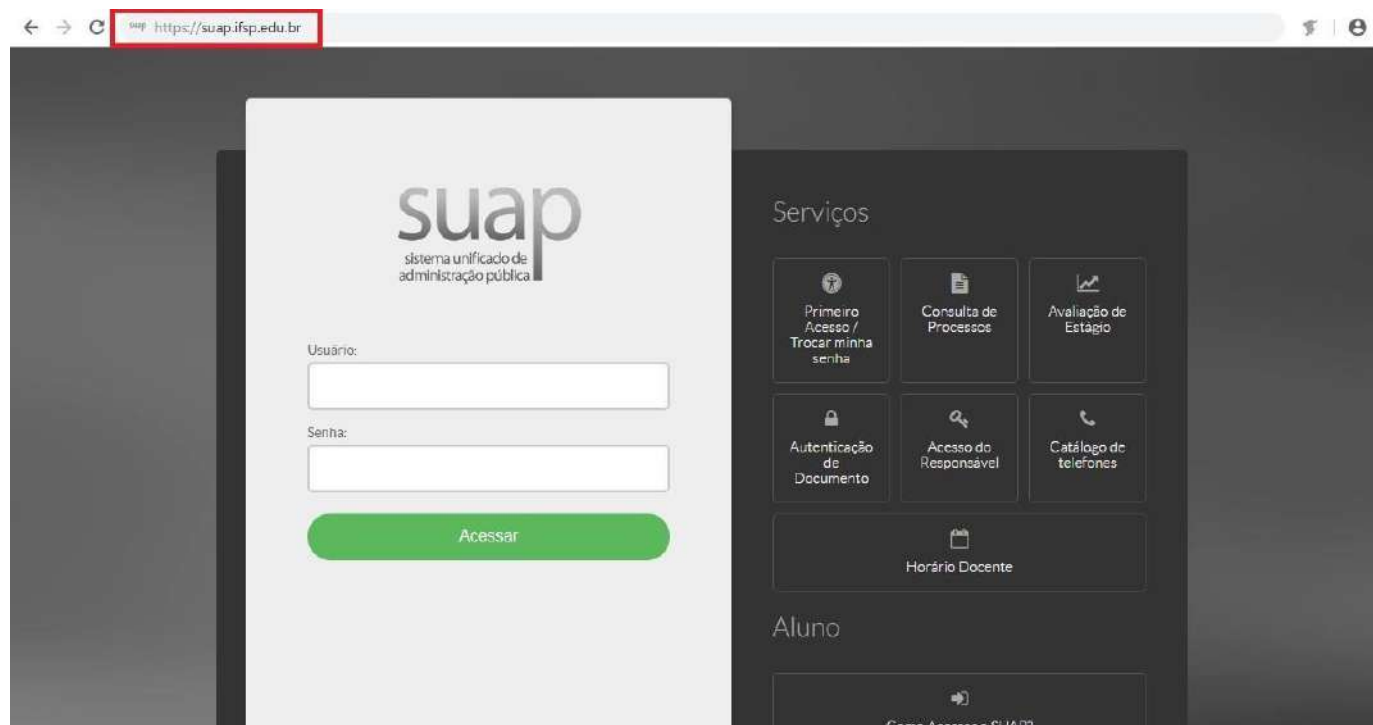 suap https://suap.ifsp.edu.br
suap
sistema unificado de
administração pública
Usuário:
Senha:
Acessar
Serviços
Primeiro
Acesso /
Trocar minha
senha
Consulta de
Processos
Avaliação de
Estágio
Autenticação
de
Documento
Acesso do
Responsável
Catálogo de
telefones
Horário Docente
Aluno